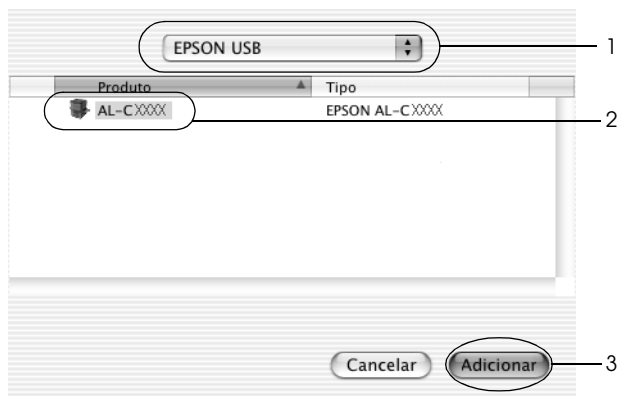 EPSON USB 1
Produto Tipo
AL-CXXXX EPSON AL-CXXXX 2
Cancelar Adicionar 3